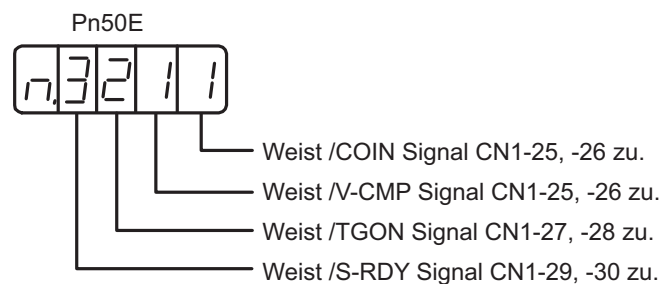 Pn50E
n.3211
Weist /COIN Signal CN1-25, -26 zu.
Weist /V-CMP Signal CN1-25, -26 zu.
Weist /TGON Signal CN1-27, -28 zu.
Weist /S-RDY Signal CN1-29, -30 zu.